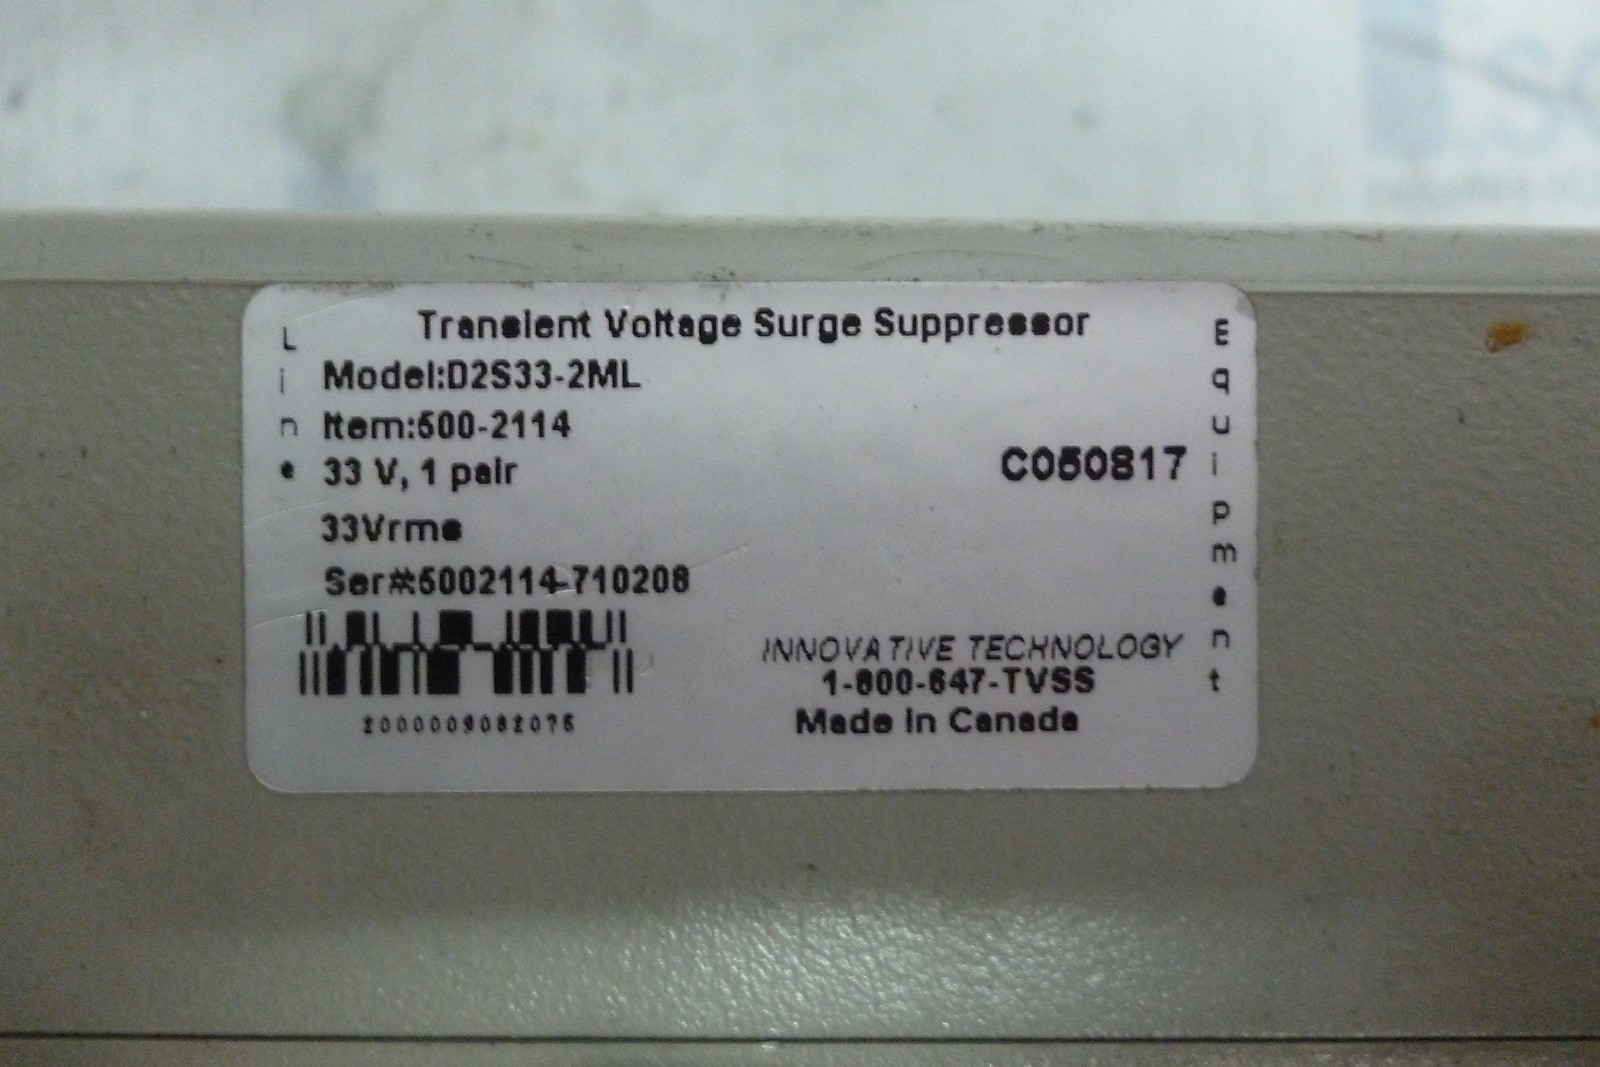 Transient Voltage Surge Suppressor
Line
Equipment
Model:D2S33-2ML
Item:500-2114
33 V, 1 pair
C050817
33Vrms
Ser#:5002114-710208
INNOVATIVE TECHNOLOGY
1-800-647-TVSS
Made in Canada